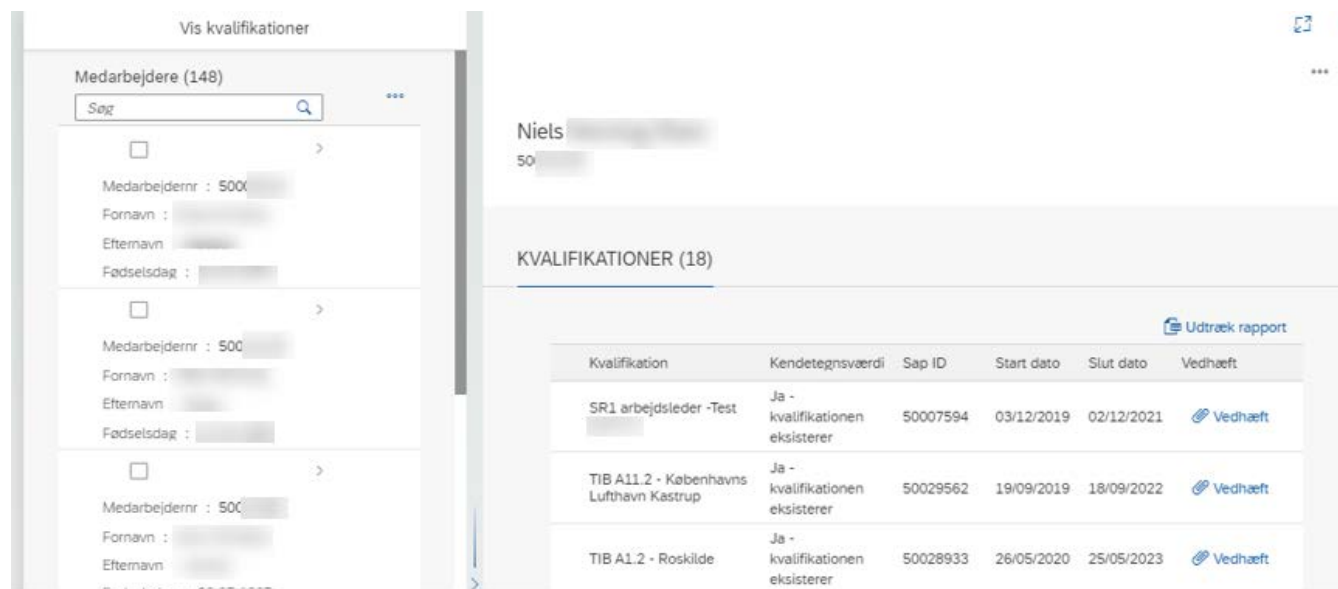 Vis kvalifikationer
Medarbejdere (148)
Søg
Medarbejdernr : 500
Fornavn :
Efternavn
Fødselsdag :
Medarbejdernr : 500
Fornavn :
Efternavn
Fødselsdag :
Medarbejdernr : 500
Fornavn :
Efternavn
Niels
50
KVALIFIKATIONER (18)
Udtræk rapport
Kvalifikation Kendetegnsværdi Sap ID Start dato Slut dato Vedhæft
SR1 arbejdsleder -Test
Ja -
kvalifikationen
eksisterer
50007594 03/12/2019 02/12/2021 Vedhæft
TIB A11.2 - Københavns
Lufthavn Kastrup
Ja -
kvalifikationen
eksisterer
50029562 19/09/2019 18/09/2022 Vedhæft
TIB A1.2 - Roskilde
Ja -
kvalifikationen
eksisterer
50028933 26/05/2020 25/05/2023 Vedhæft